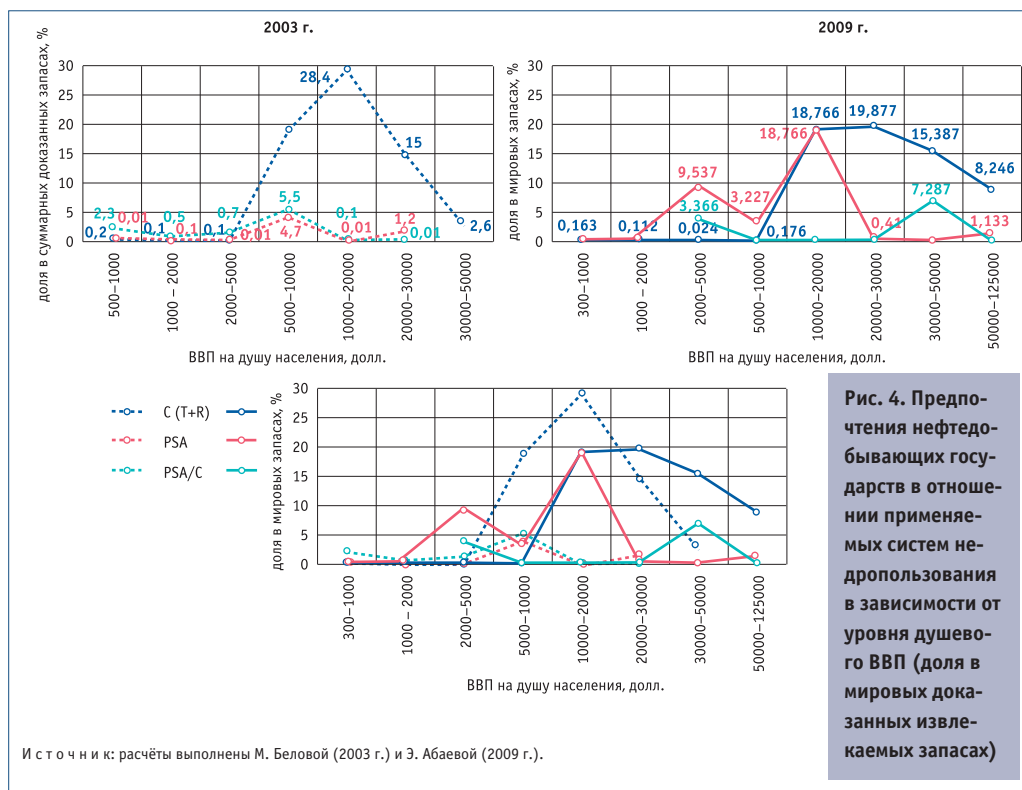 2003 г.
доля в суммарных доказанных запасах, %
30
25
20
15
10
5
0
28,4
15
2,6
5,5
4,7
2,3
0,01
0,2
0,5
0,1
0,1
0,7
0,1
0,01
0,1
0,01
1,2
0,01
500–1000
1000 – 2000
2000–5000
5000–10000
10000–20000
20000–30000
30000–50000
ВВП на душу населения, долл.
2009 г.
доля в мировых запасах, %
30
25
20
15
10
5
0
18,766
19,877
18,766
15,387
9,537
8,246
7,287
3,366
3,227
0,163
0,112
0,024
0,176
0,41
1,133
300–1000
1000 – 2000
2000–5000
5000–10000
10000–20000
20000–30000
30000–50000
50000–125000
ВВП на душу населения, долл.
C (T+R)
PSA
PSA/C
доля в мировых запасах, %
30
25
20
15
10
5
0
300–1000
1000 – 2000
2000–5000
5000–10000
10000–20000
20000–30000
30000–50000
50000–125000
ВВП на душу населения, долл.
Рис. 4. Предпо-
чтения нефтедо-
бывающих госу-
дарств в отноше-
нии применяе-
мых систем не-
дропользования
в зависимости от
уровня душево-
го ВВП (доля в
мировых дока-
занных извле-
каемых запасах)
И с т о ч н и к: расчёты выполнены М. Беловой (2003 г.) и Э. Абаевой (2009 г.).